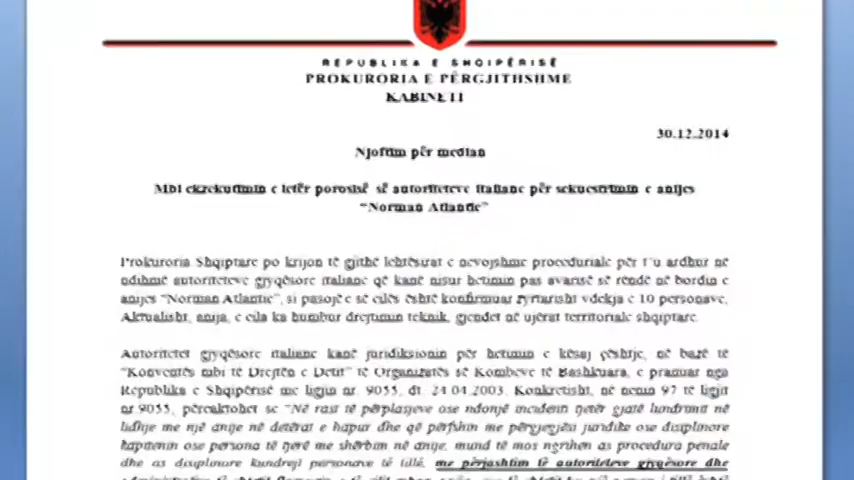 REPUBLIKA E SHQIPËRISË
PROKURORIA E PËRGJITHSHME
KABINETI
30.12.2014
Njoftim për median
Mbi ekzekutimin e letër porosisë së autoriteteve italiane për sekuestrimin e anijes
“Norman Atlantic”
Prokuroria Shqiptare po krijon të gjithë lehtësirat e nevojshme proceduriale për t’u ardhur në
ndihmë autoriteteve gjyqësore italiane që kanë nisur hetimin pas avarisë së rëndë në bordin e
anijes “Norman Atlantic”, si pasojë e së cilës është konfirmuar zyrtarisht vdekja e 10 personave.
Aktualisht, anija, e cila ka humbur drejtimin teknik, gjendet në ujërat territoriale shqiptare.
Autoritetet gjyqësore italiane kanë juridiksionin për hetimin e kësaj çështje, në bazë të
“Konventës mbi të Drejtën e Detit” të Organizatës së Kombeve të Bashkuara, e pranuar nga
Republika e Shqipërisë me ligjin nr. 9055, dt. 24.04.2003. Konkretisht, në nenin 97 të ligjit
nr.9055, përcaktohet se “Në rast të përplasjeve ose ndonjë incidenti tjetër gjatë lundrimit në
lidhje me një anije në detërat e hapur dhe që përfshin me përgjegjësi juridike ose disiplinore
kapitenin ose persona të tjerë me shërbim në anije, mund të mos ngrihen as procedura penale
dhe as disiplinore kundrejt personave të tillë, me përjashtim të autoriteteve gjyqësore dhe